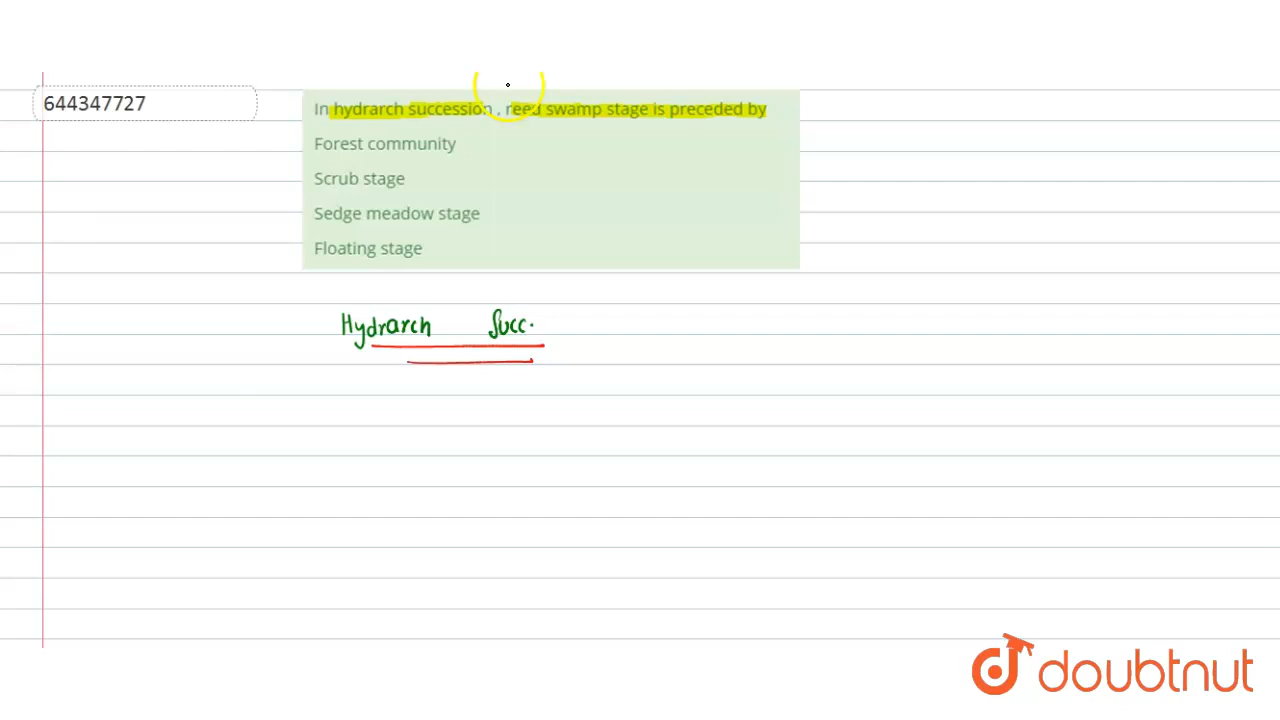 644347727
In hydrarch succession , reed swamp stage is preceded by
Forest community
Scrub stage
Sedge meadow stage
Floating stage
Hydrarch Succ.
doubtnut